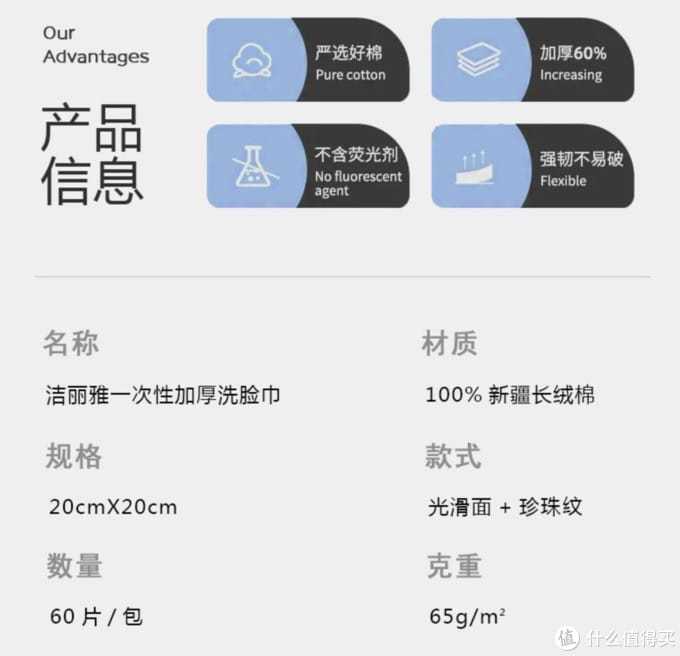 Our
Advantages
产品
信息
严选好棉
Pure cotton
加厚60%
Increasing
不含荧光剂
No fluorescent
agent
强韧不易破
Flexible
名称
材质
洁丽雅一次性加厚洗脸巾
100% 新疆长绒棉
规格
款式
20cmX20cm
光滑面 + 珍珠纹
数量
克重
60 片 / 包
65g/m²
值 什么值得买